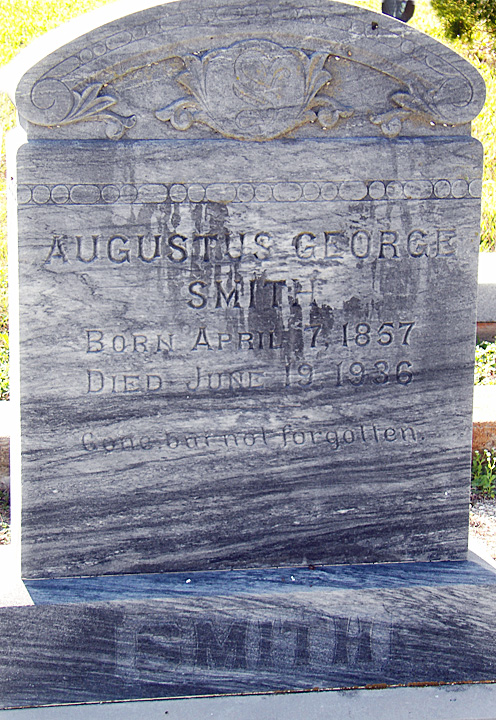 AUGUSTUS GEORGE
SMITH
BORN APRIL 7, 1857
DIED JUNE 19, 1936
Gone but not forgotten.
SMITH